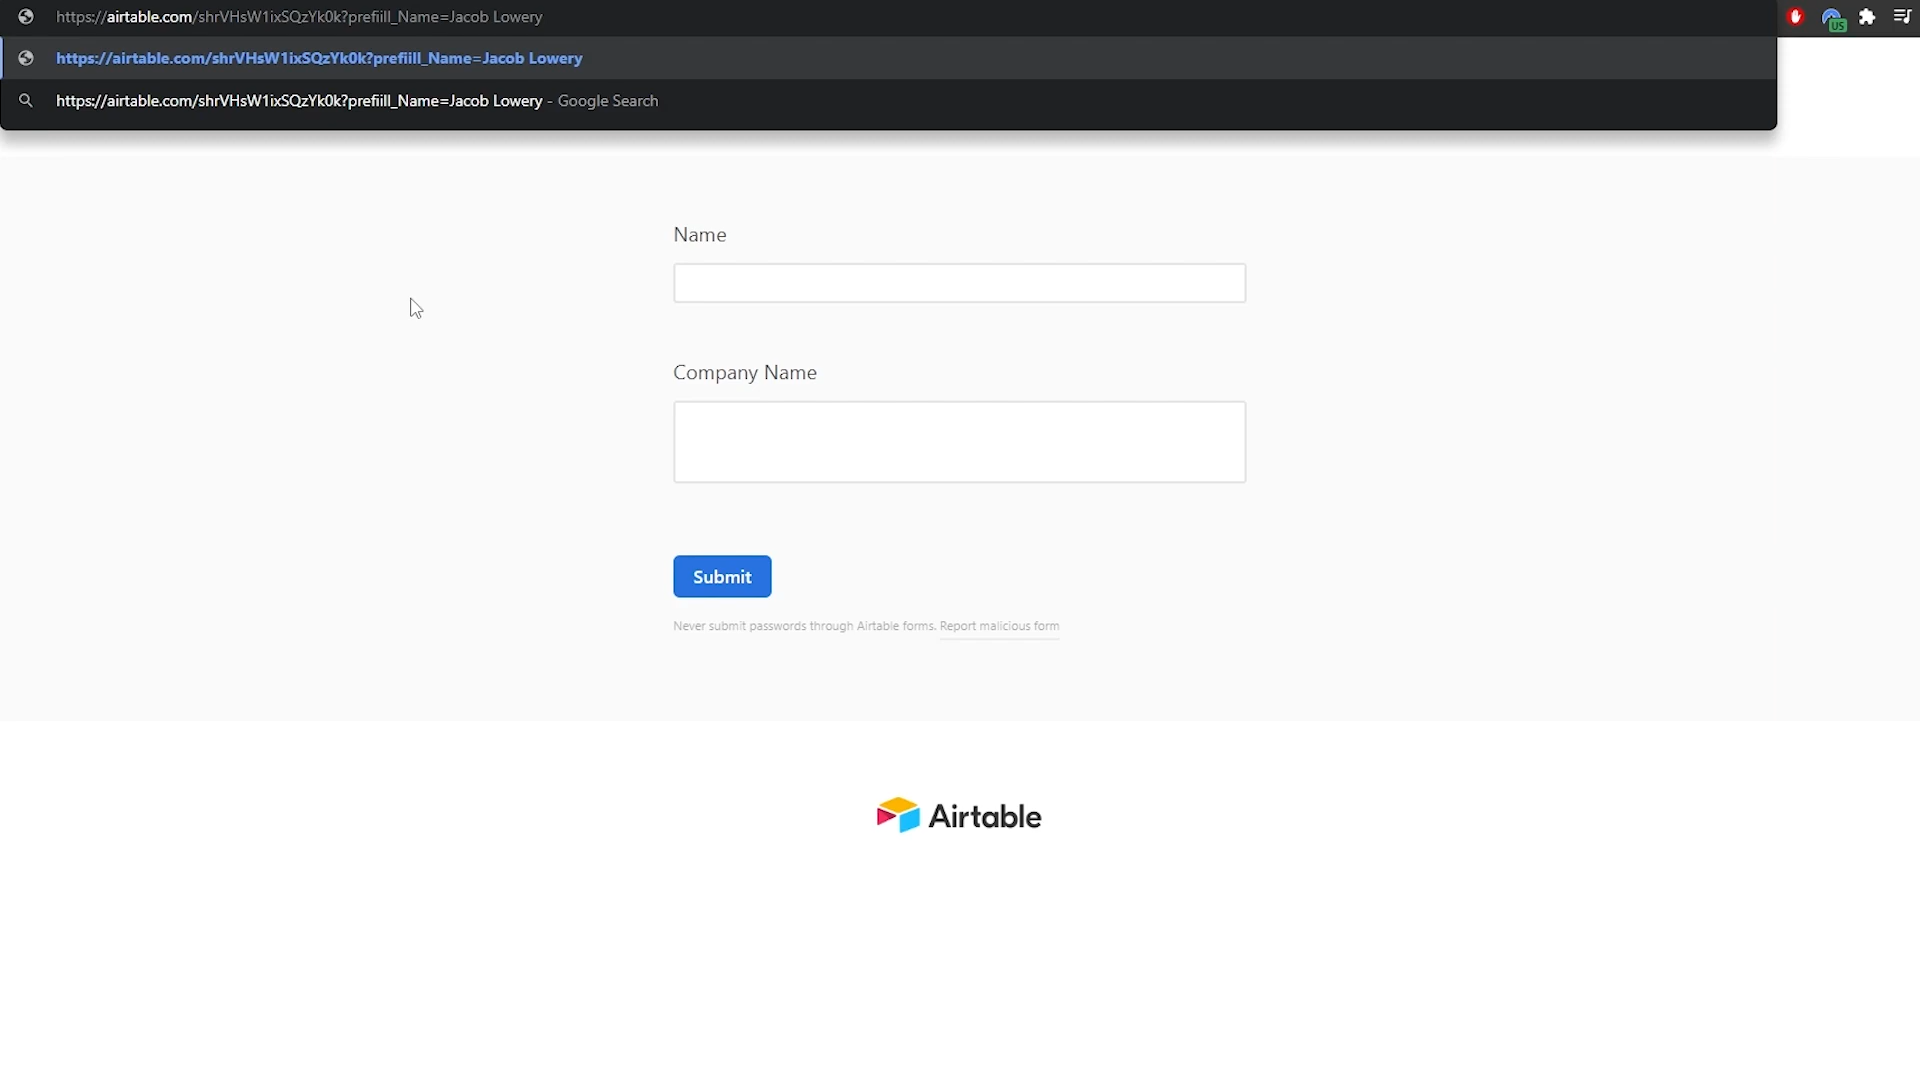 https://airtable.com/shrVHsW1ixSQzYk0k?prefiill_Name=Jacob Lowery
https://airtable.com/shrVHsW1ixSQzYk0k?prefiill_Name=Jacob Lowery
https://airtable.com/shrVHsW1ixSQzYk0k?prefiill_Name=Jacob Lowery - Google Search
US
Name
Company Name
Submit
Never submit passwords through Airtable forms. Report malicious form
Airtable